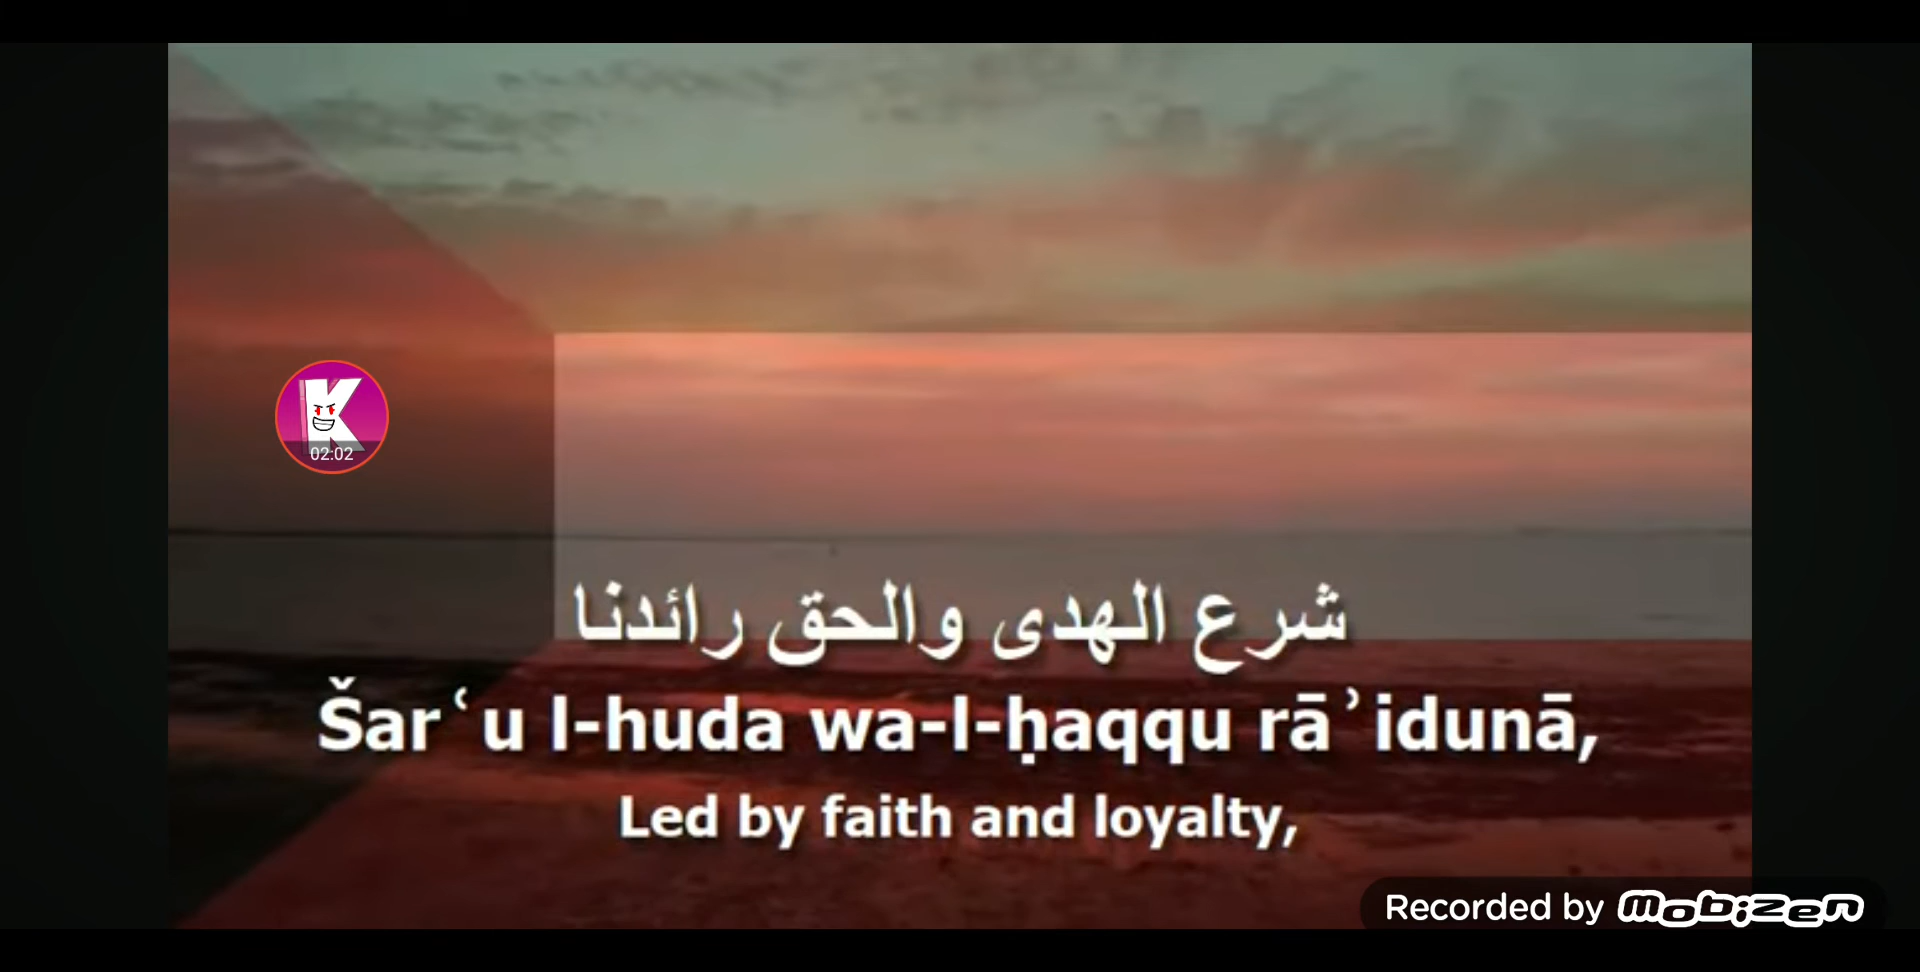 K
02:02
شرع الهدى والحق رائدنا
Šarʿu l-huda wa-l-ḥaqqu rāʾidunā,
Led by faith and loyalty,
Recorded by mobizen